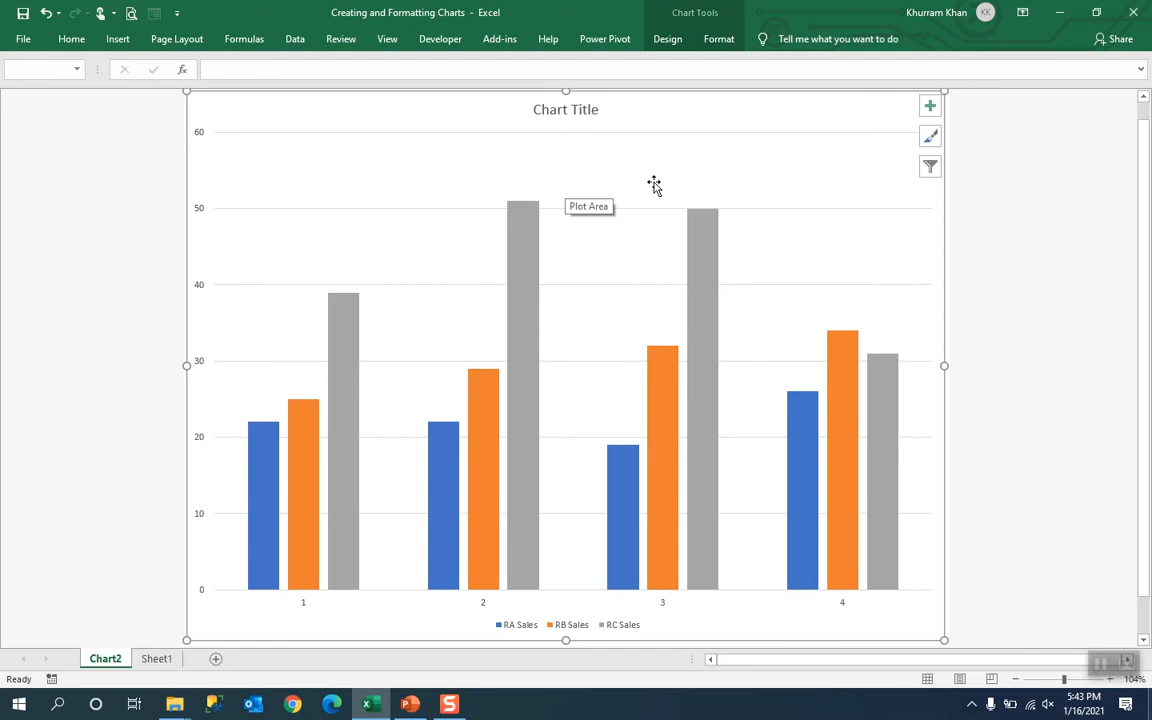 Creating and Formatting Charts - Excel
Chart Tools
Khurram Khan
KK
File
Home
Insert
Page Layout
Formulas
Data
Review
View
Developer
Add-ins
Help
Power Pivot
Design
Format
Tell me what you want to do
Share
fx
Chart Title
60
50
40
30
20
10
0
Plot Area
1
2
3
4
RA Sales
RB Sales
RC Sales
Chart2
Sheet1
Ready
104%
5:43 PM
1/16/2021